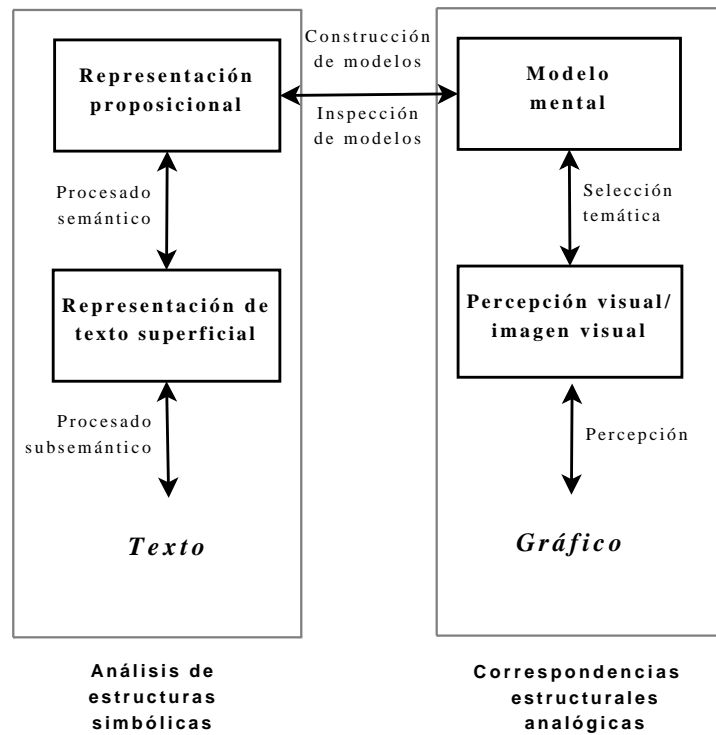 Representación
proposicional
Construcción
de modelos
Inspección
de modelos
Modelo
mental
Procesado
semántico
Selección
temática
Representación de
texto superficial
Percepción visual/
imagen visual
Procesado
subsemántico
Percepción
Texto
Gráfico
Análisis de
estructuras
simbólicas
Correspondencias
estructurales
analógicas